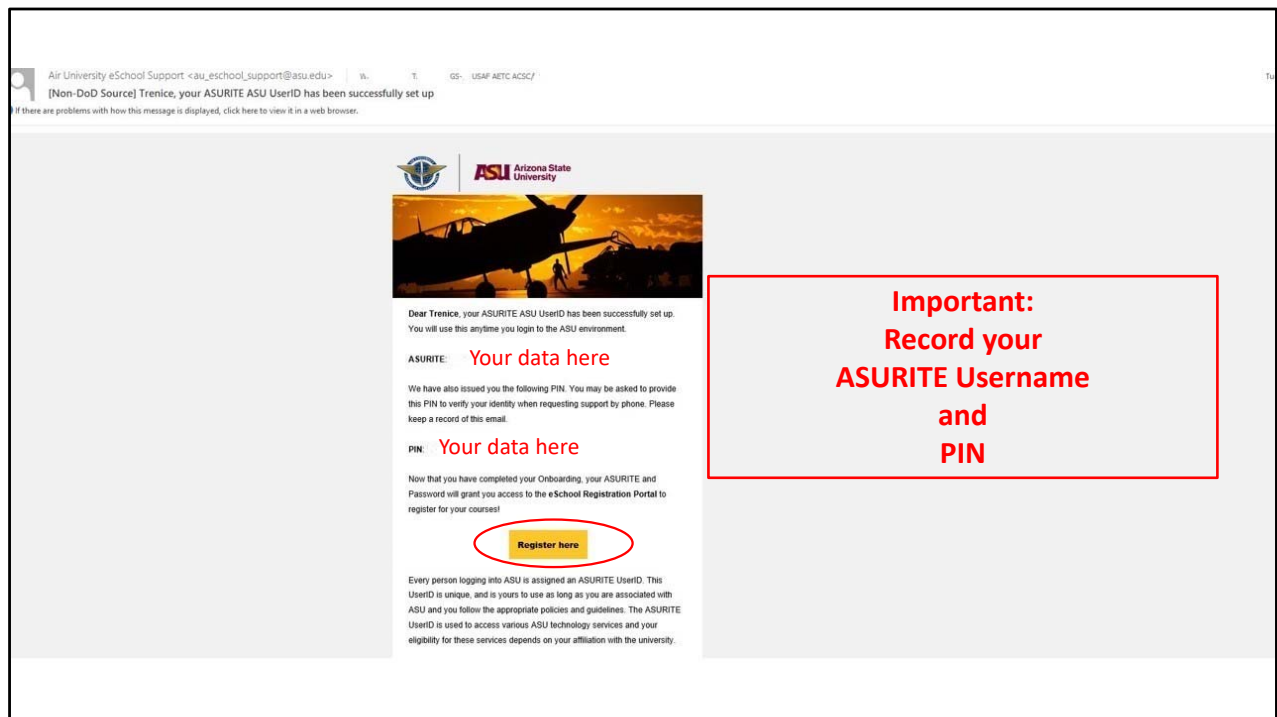 Air University eSchool Support <au_eschool_support@asu.edu> W. T. GS-, USAF AETC ACSC/
Tu
[Non-DoD Source] Trenice, your ASURITE ASU UserID has been successfully set up
If there are problems with how this message is displayed, click here to view it in a web browser.
ASU Arizona State
University
Dear Trenice, your ASURITE ASU UserID has been successfully set up.
You will use this anytime you login to the ASU environment.
ASURITE: Your data here
We have also issued you the following PIN. You may be asked to provide
this PIN to verify your identity when requesting support by phone. Please
keep a record of this email.
PIN: Your data here
Now that you have completed your Onboarding, your ASURITE and
Password will grant you access to the eSchool Registration Portal to
register for your courses!
Register here
Every person logging into ASU is assigned an ASURITE UserID. This
UserID is unique, and is yours to use as long as you are associated with
ASU and you follow the appropriate policies and guidelines. The ASURITE
UserID is used to access various ASU technology services and your
eligibility for these services depends on your affiliation with the university.
Important:
Record your
ASURITE Username
and
PIN